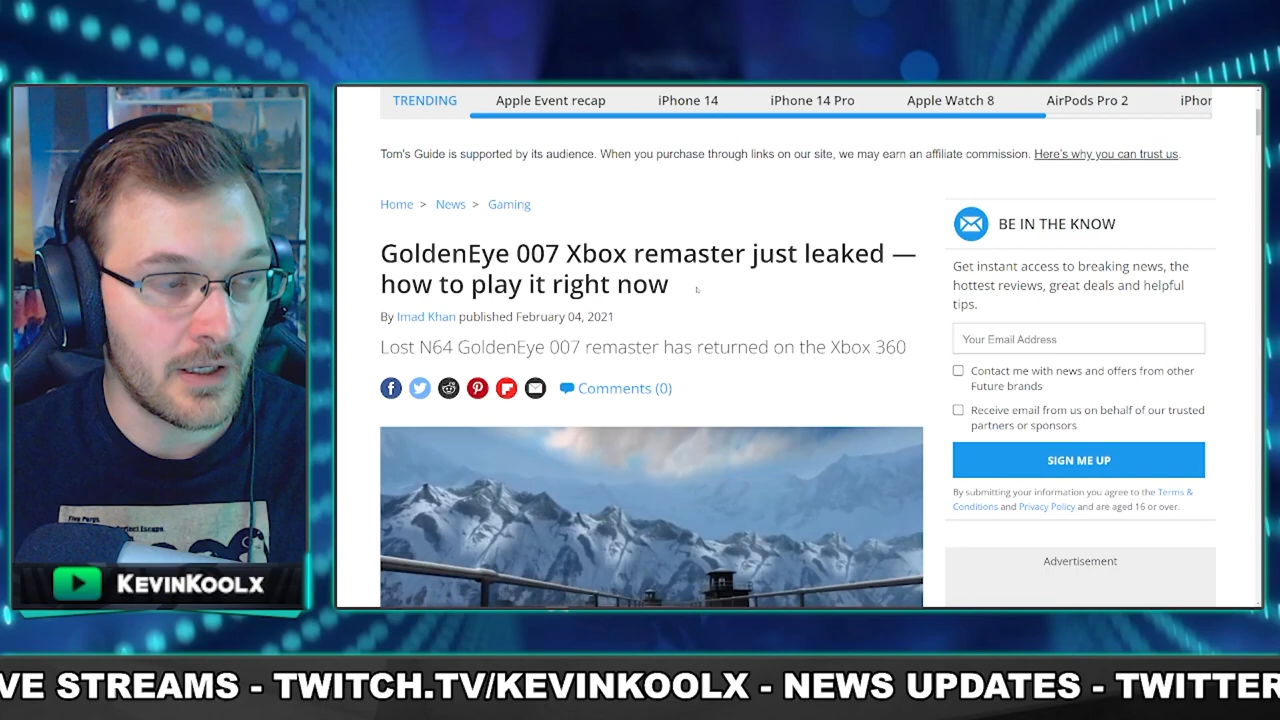 TRENDING
Apple Event recap
iPhone 14
iPhone 14 Pro
Apple Watch 8
AirPods Pro 2
iPhor
Tom's Guide is supported by its audience. When you purchase through links on our site, we may earn an affiliate commission. Here's why you can trust us.
Home > News > Gaming
GoldenEye 007 Xbox remaster just leaked —
how to play it right now
By Imad Khan published February 04, 2021
Lost N64 GoldenEye 007 remaster has returned on the Xbox 360
Comments (0)
BE IN THE KNOW
Get instant access to breaking news, the
hottest reviews, great deals and helpful
tips.
Your Email Address
Contact me with news and offers from other
Future brands
Receive email from us on behalf of our trusted
partners or sponsors
SIGN ME UP
By submitting your information you agree to the Terms &
Conditions and Privacy Policy and are aged 16 or over.
Advertisement
KEVINKOOLX
VE STREAMS - TWITCH.TV/KEVINKOOLX - NEWS UPDATES - TWITTER